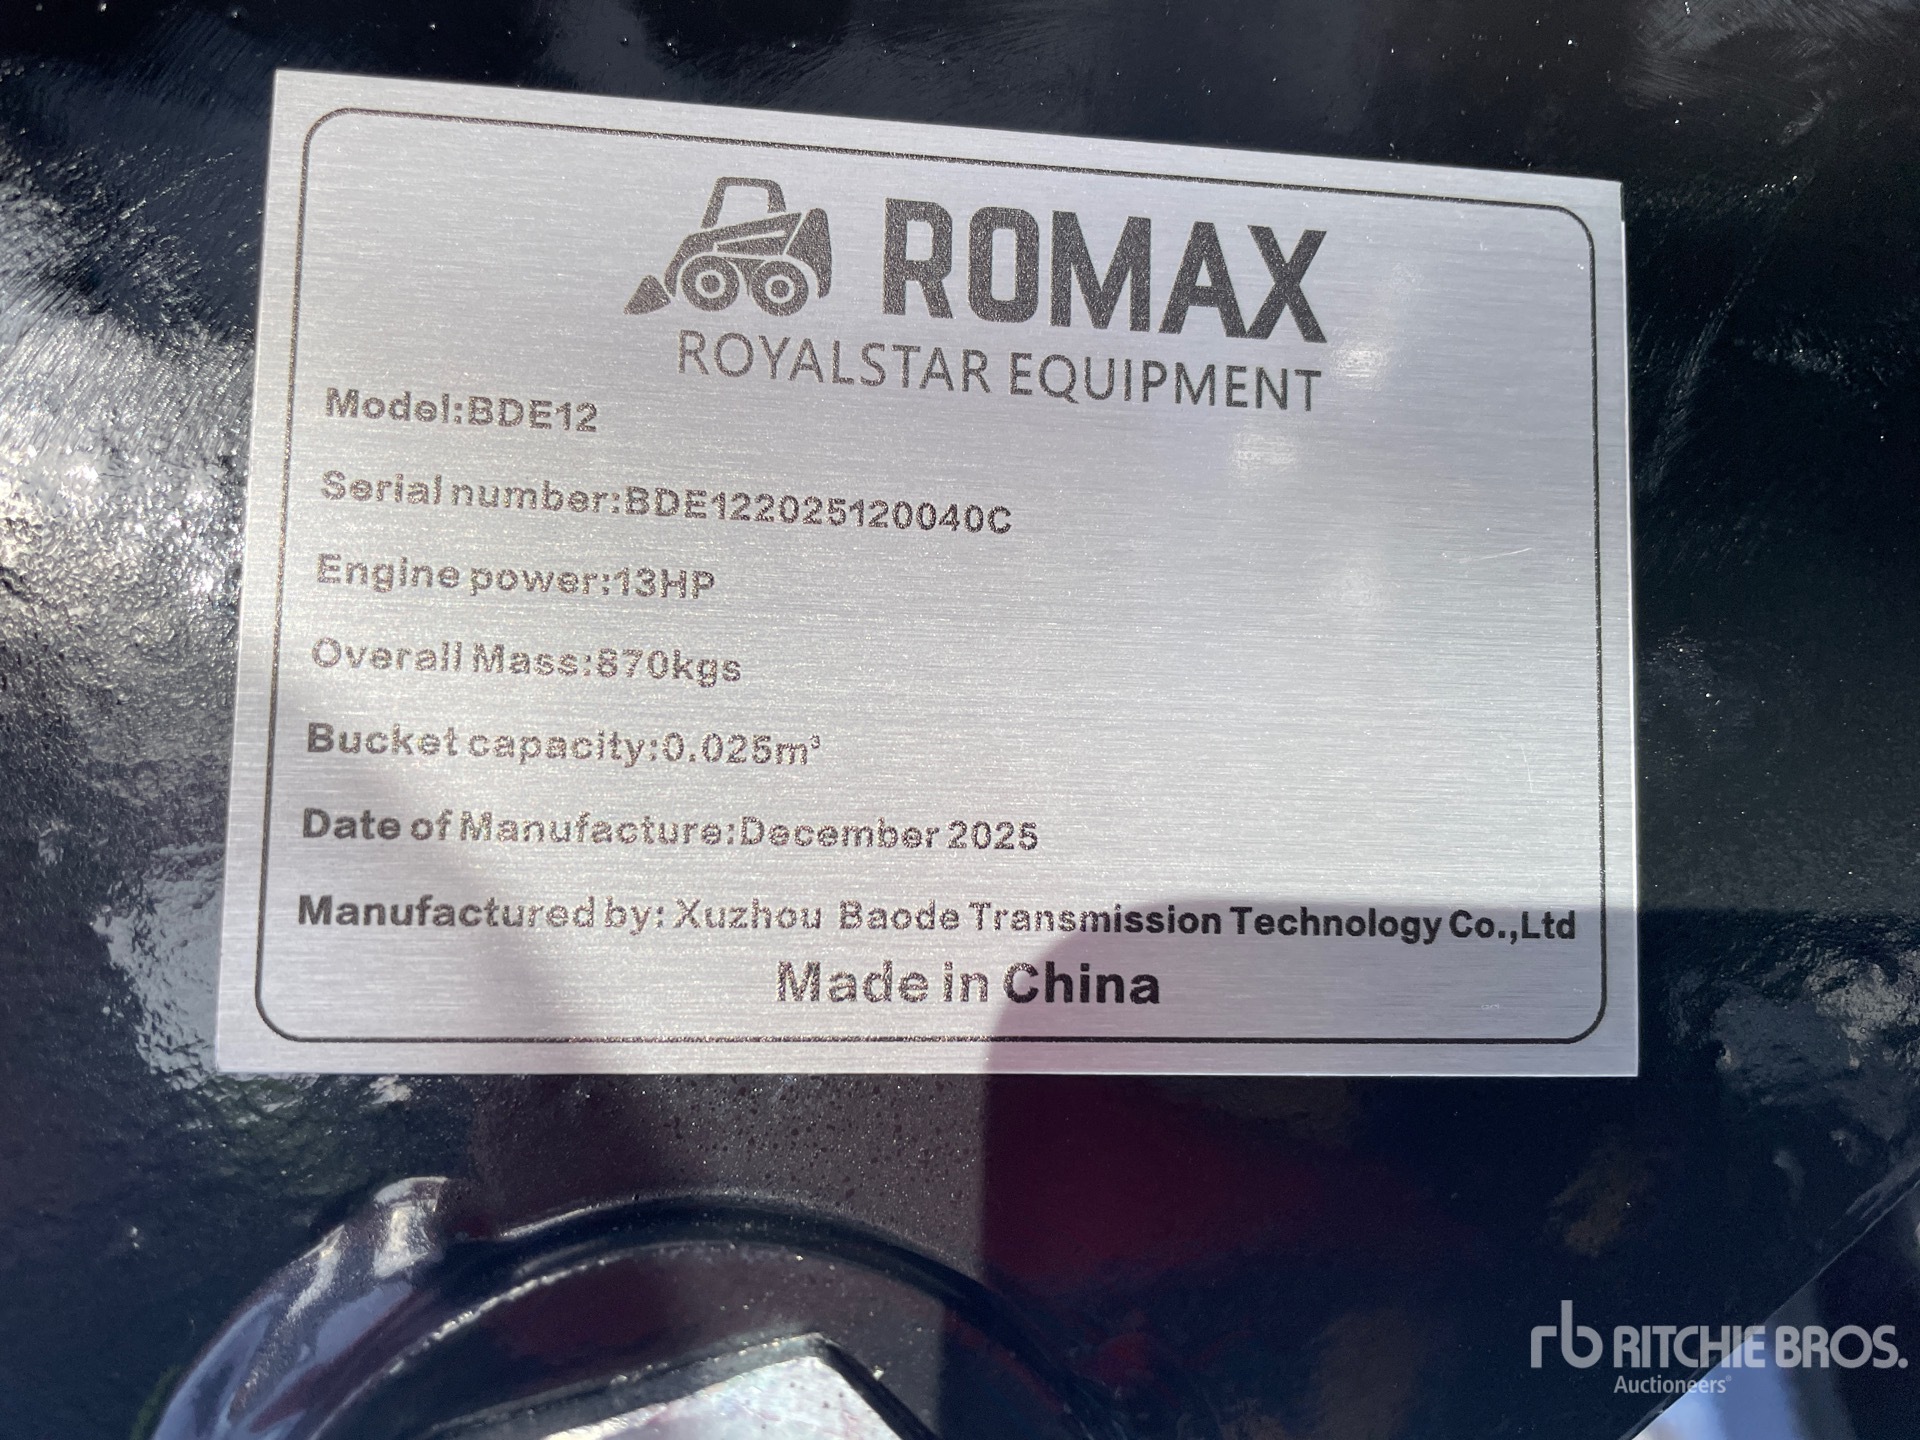 ROMAX
ROYALSTAR EQUIPMENT
Model:BDE12
Serial number:BDE122025120040C
Engine power:13HP
Overall Mass:870kgs
Bucket capacity:0.025m³
Date of Manufacture:December 2025
Manufactured by: Xuzhou Baode Transmission Technology Co.,Ltd
Made in China
rb RITCHIE BROS.
Auctioneers